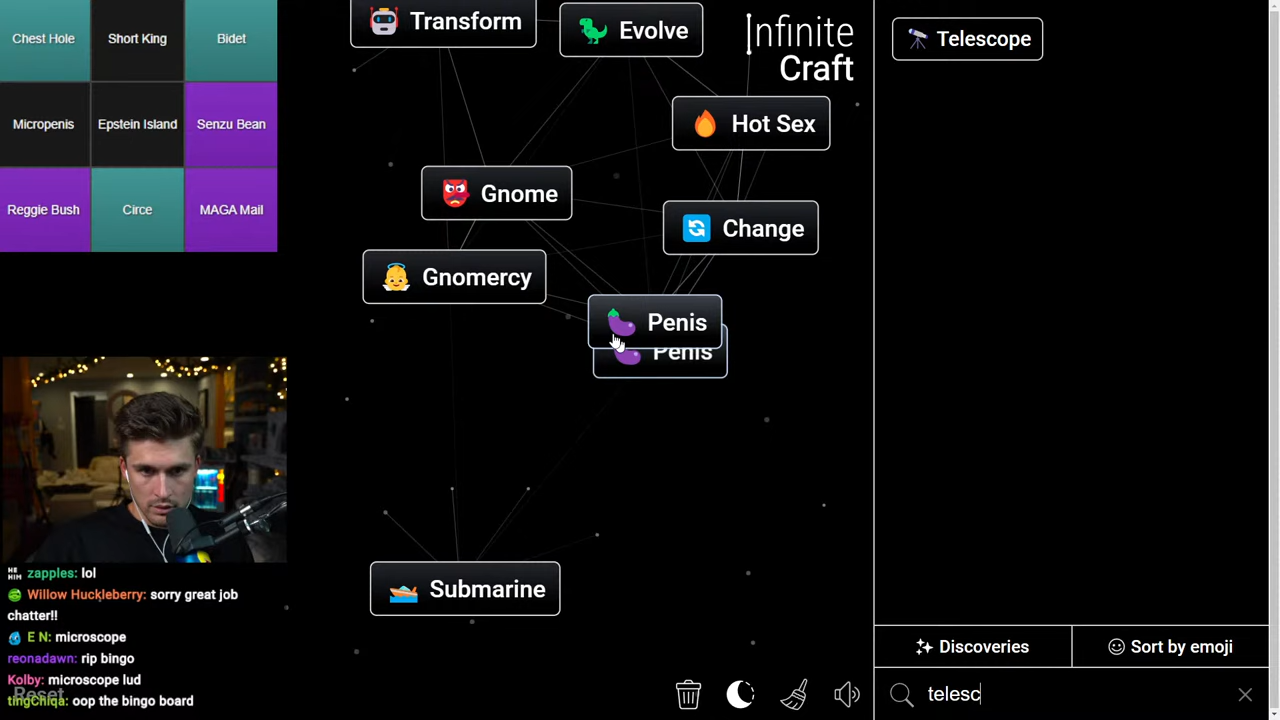 Chest Hole
Short King
Bidet
Micropenis
Epstein Island
Senzu Bean
Reggie Bush
Circe
MAGA Mail
Transform
Evolve
Infinite
Craft
Hot Sex
Gnome
Change
Gnomercy
Penis
Penis
Submarine
Telescope
zapples: lol
Willow Huckleberry: sorry great job
chatter!!
E N: microscope
reonadawn: rip bingo
Kolby: microscope lud
tingChiqa: oop the bingo board
Reset
Discoveries
Sort by emoji
telesc